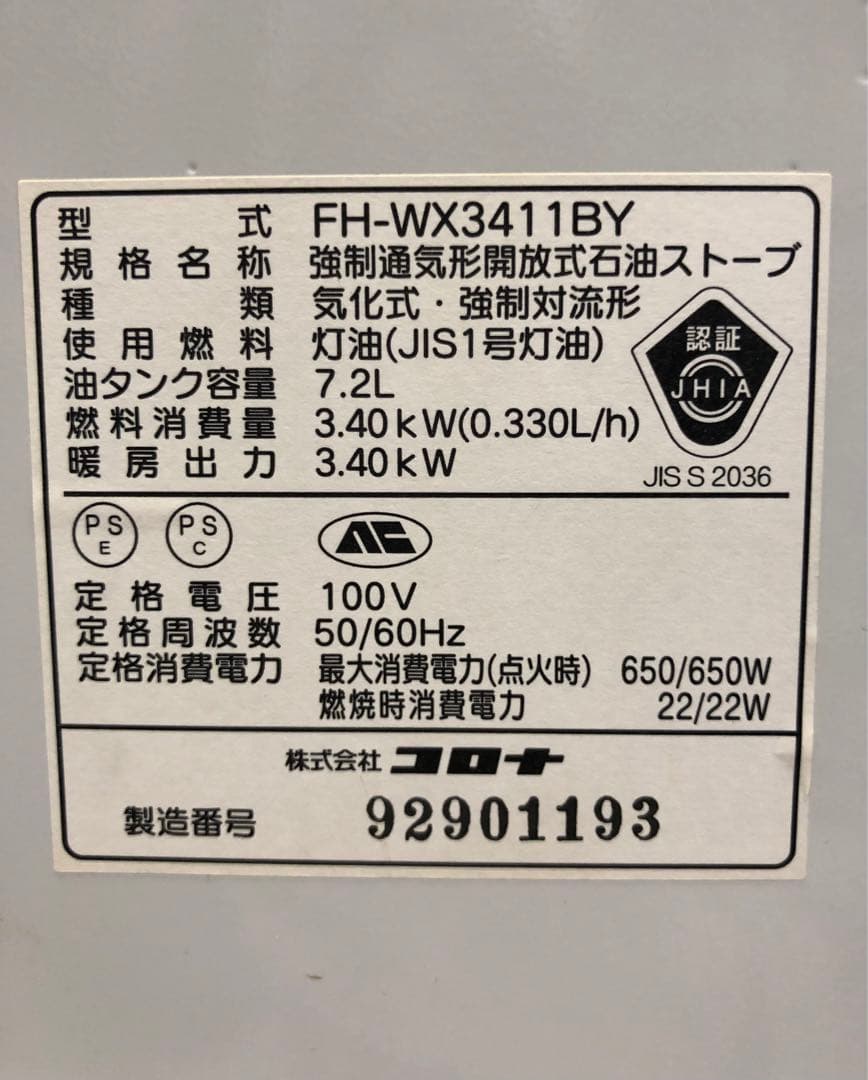 型式 FH-WX3411BY
規格名称 強制通気形開放式石油ストーブ
種類 気化式・強制対流形
使用燃料 灯油(JIS1号灯油)
油タンク容量 7.2L
燃料消費量 3.40kW(0.330L/h)
暖房出力 3.40kW
認証
JHIA
JIS S 2036
PS E PS C
定格電圧 100V
定格周波数 50/60Hz
定格消費電力 最大消費電力(点火時) 650/650W
燃焼時消費電力 22/22W
株式会社 コロナ
製造番号 92901193